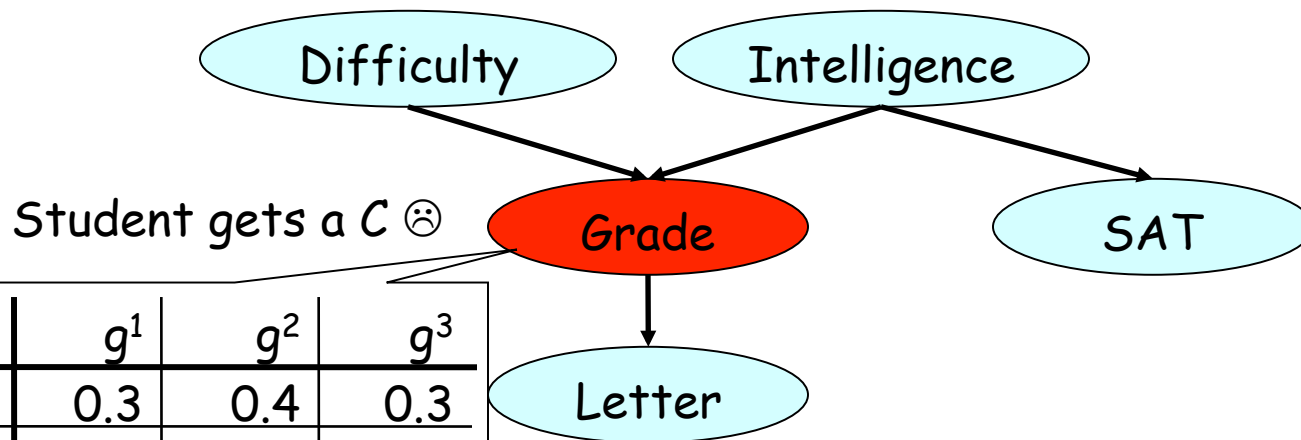 Difficulty Intelligence
Student gets a C ☹ Grade SAT
g¹ g² g³
0.3 0.4 0.3 Letter